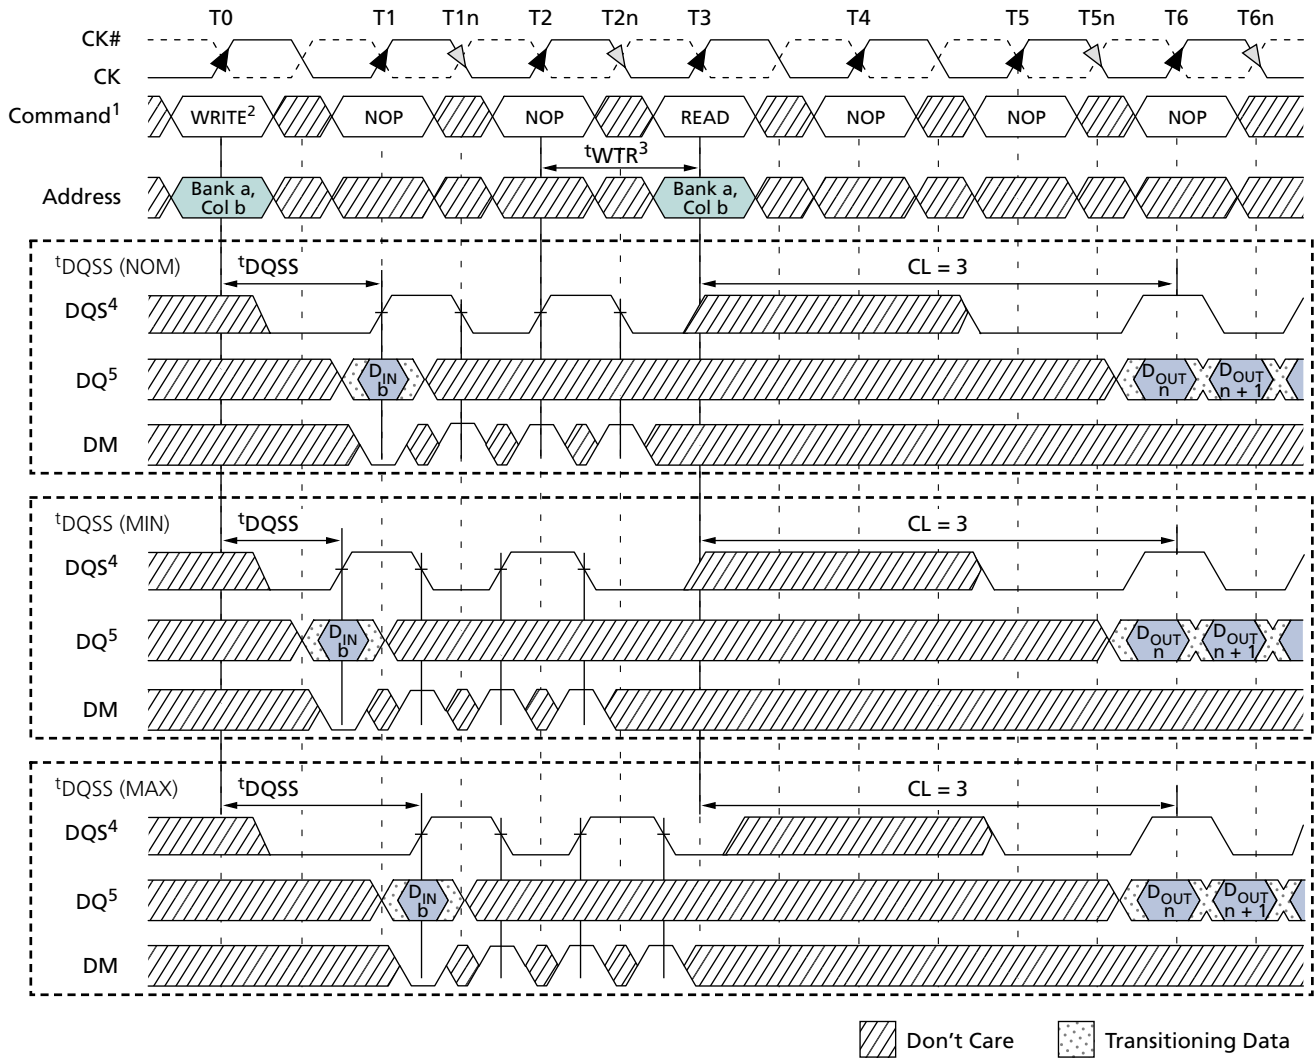 T0 T1 T1n T2 T2n T3 T4 T5 T5n T6 T6n
CK#
CK
Command1 WRITE2 NOP NOP READ NOP NOP NOP
tWTR3
Address Bank a, Col b Bank a, Col b
tDQSS (NOM) tDQSS CL = 3
DQS4
DQ5 DIN b DOUT n DOUT n + 1
DM
tDQSS (MIN) tDQSS CL = 3
DQS4
DQ5 DIN b DOUT n DOUT n + 1
DM
tDQSS (MAX) tDQSS CL = 3
DQS4
DQ5 DIN b DOUT n DOUT n + 1
DM
Don't Care Transitioning Data